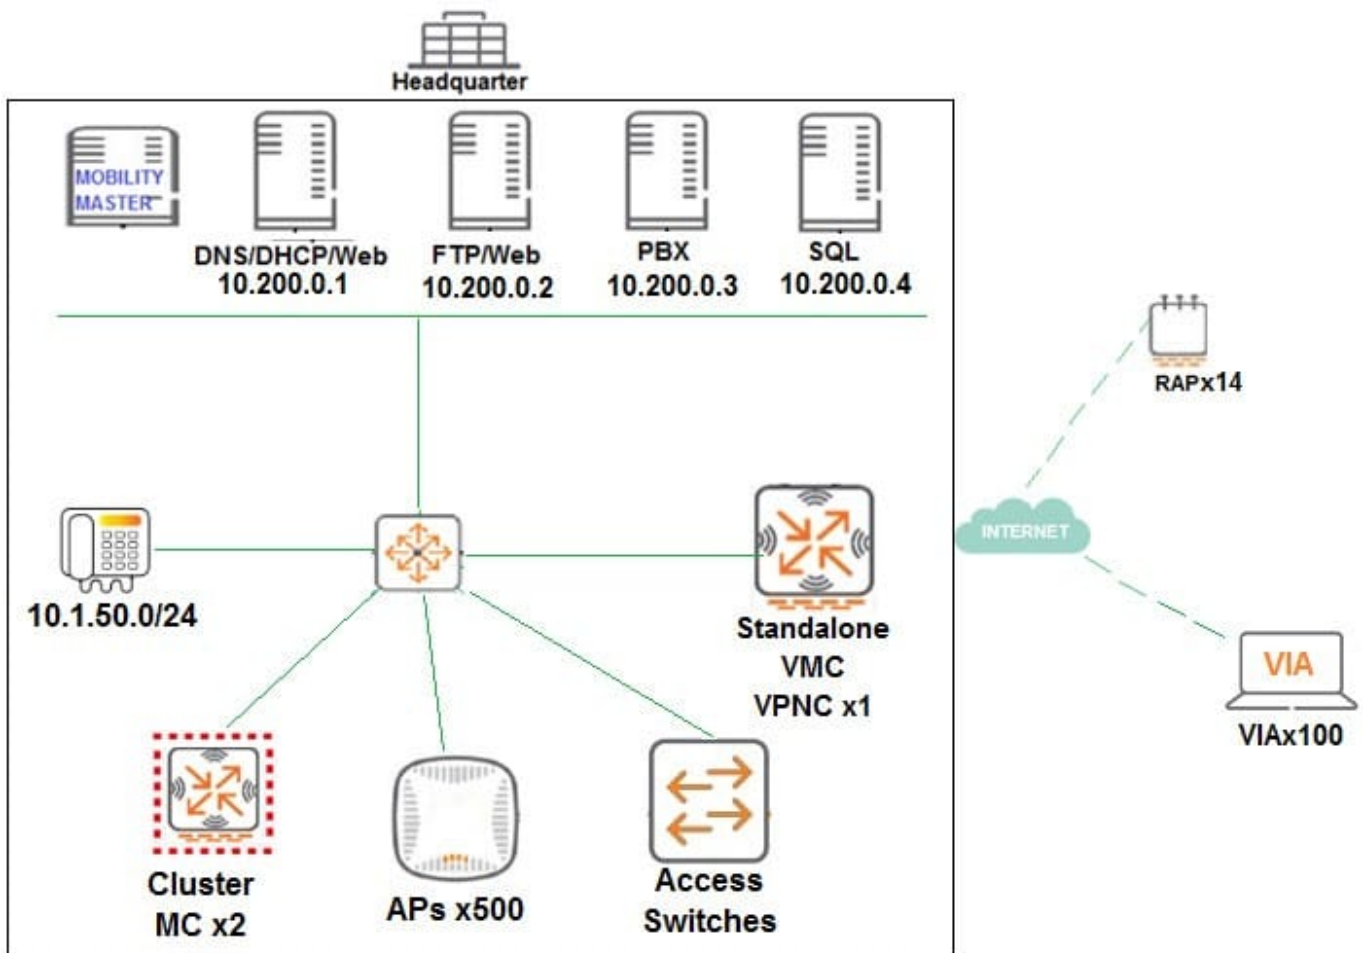 Headquarter
MOBILITY
MASTER
DNS/DHCP/Web
10.200.0.1
FTP/Web
10.200.0.2
PBX
10.200.0.3
SQL
10.200.0.4
RAPx14
INTERNET
10.1.50.0/24
Standalone
VMC
VPNC x1
VIA
VIAx100
Cluster
MC x2
APs x500
Access
Switches